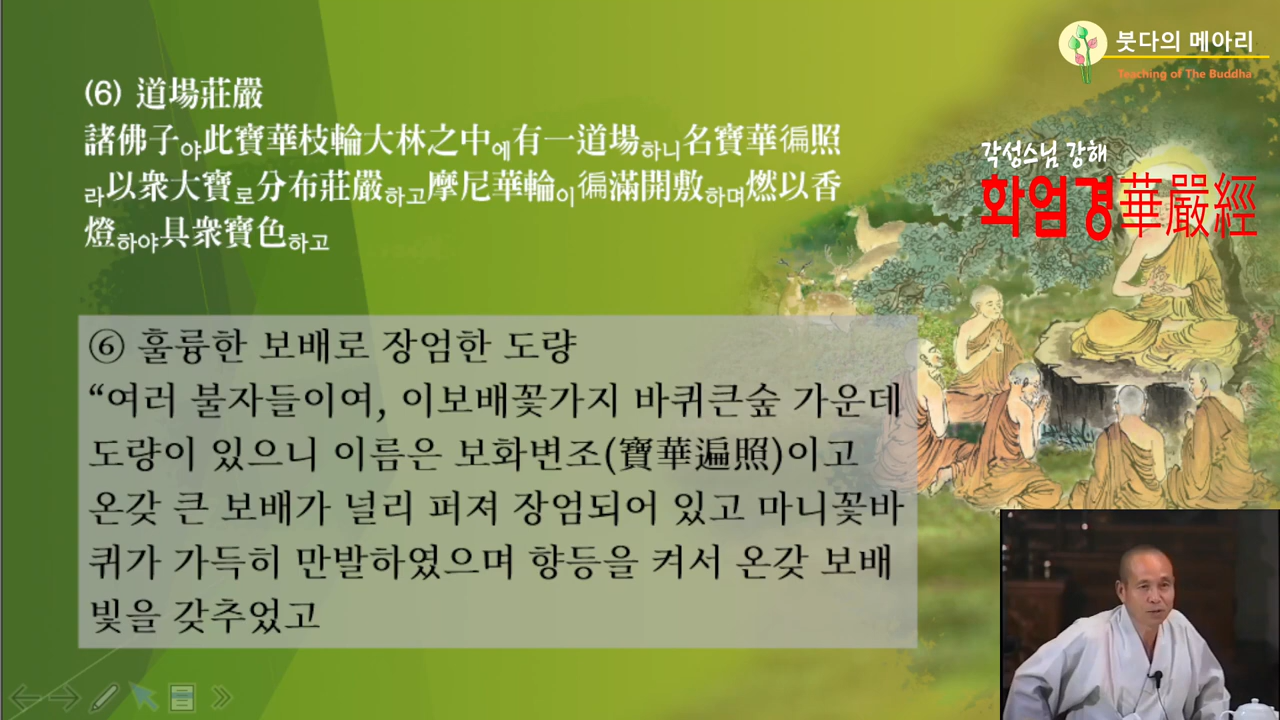 붓다의 메아리
Teaching of The Buddha
각성스님 강해
화엄경華嚴經
(6) 道場莊嚴
諸佛子야此寶華枝輪大林之中에有一道場하니名寶華徧照
라以衆大寶로分布莊嚴하고摩尼華輪이徧滿開敷하며燃以香
燈하야具衆寶色하고
⑥ 훌륭한 보배로 장엄한 도량
“여러 불자들이여, 이보배꽃가지 바퀴큰숲 가운데
도량이 있으니 이름은 보화변조(寶華遍照)이고
온갖 큰 보배가 널리 퍼져 장엄되어 있고 마니꽃바
퀴가 가득히 만발하였으며 향등을 켜서 온갖 보배
빛을 갖추었고